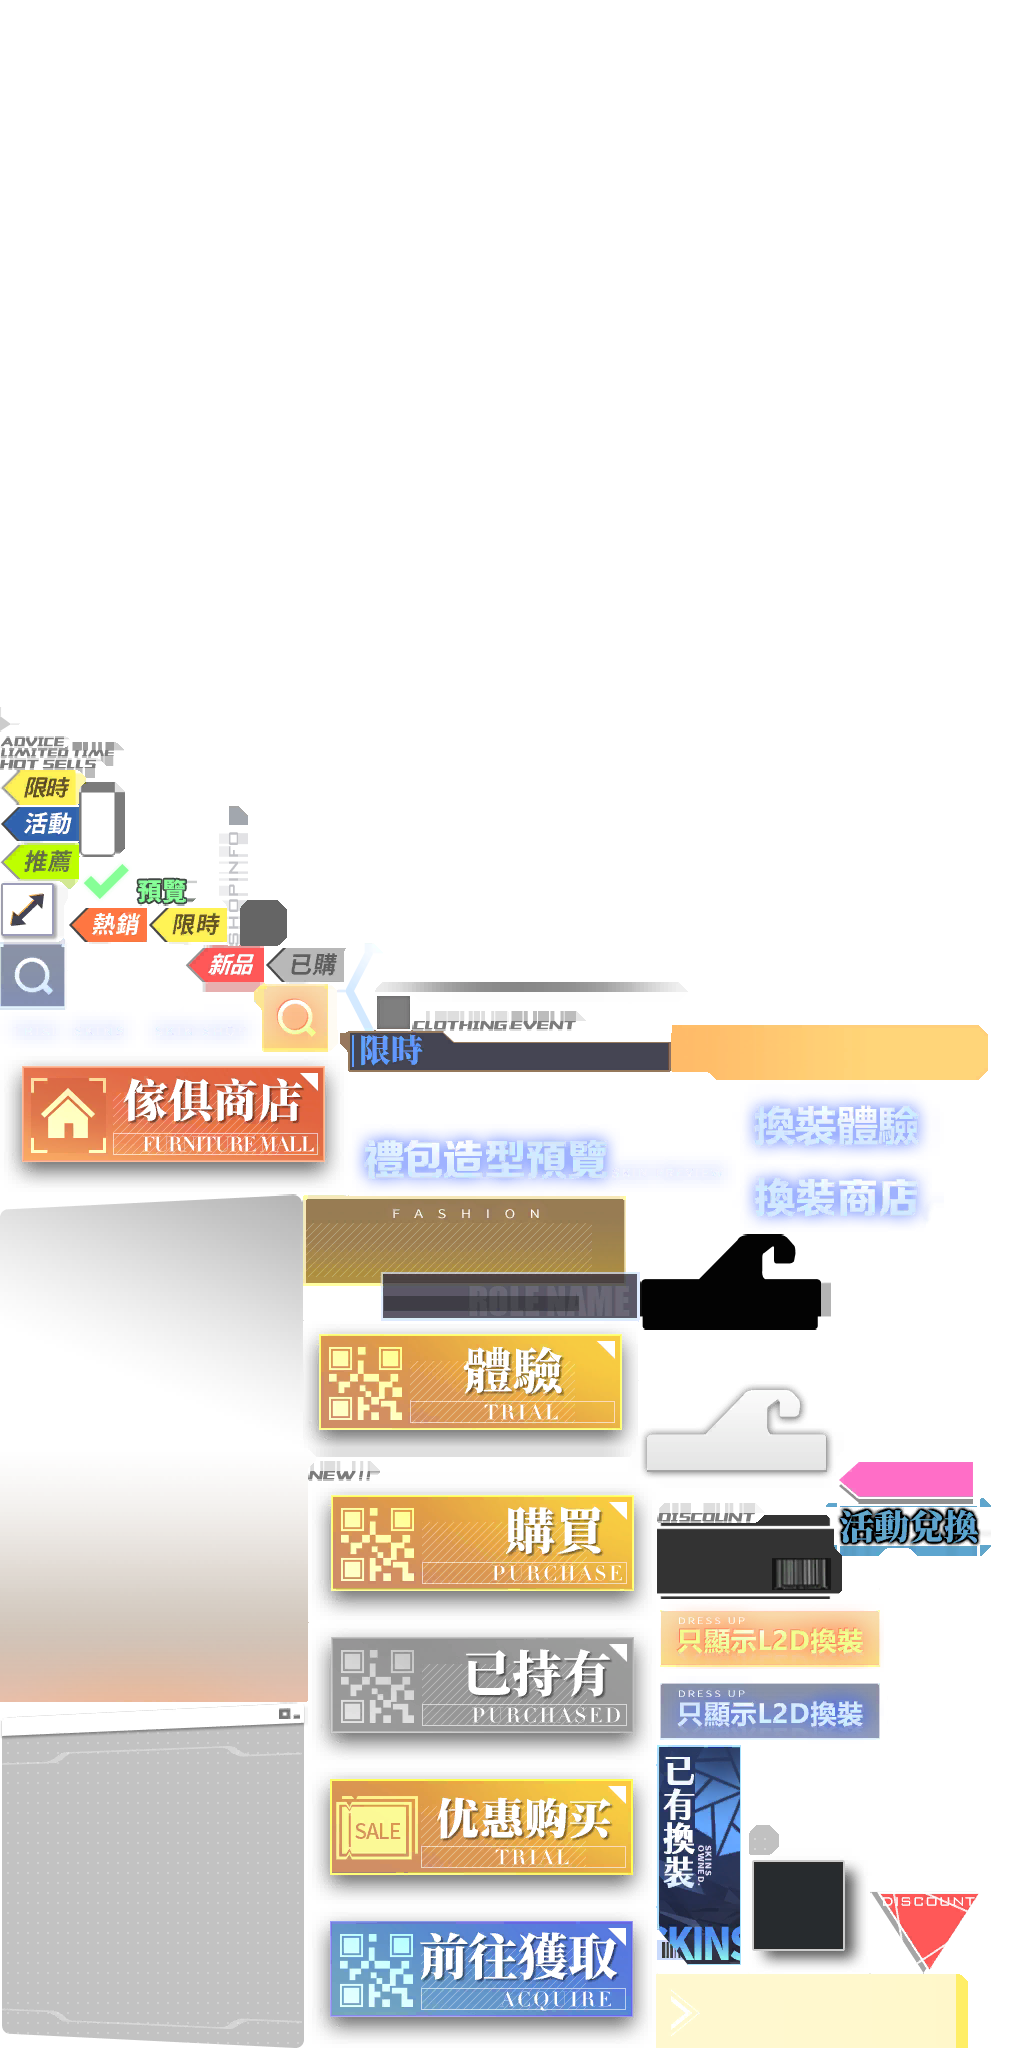 ADVICE
LIMITED TIME
HOT SELLS
限時
活動
推薦
預覽
熱銷
限時
SHOPINFO
新品
已購
CLOTHING EVENT
限時
傢俱商店
FURNITURE MALL
換裝體驗
禮包造型預覽
換裝商店
FASHION
ROLE NAME
體驗
TRIAL
NEW!!
購買
PURCHASE
DISCOUNT
活動兌換
DRESS UP
只顯示L2D換裝
已持有
PURCHASED
DRESS UP
只顯示L2D換裝
已有換裝
SKINS
OWNED.
SKINS
SALE
优惠购买
TRIAL
DISCOUNT
前往獲取
ACQUIRE